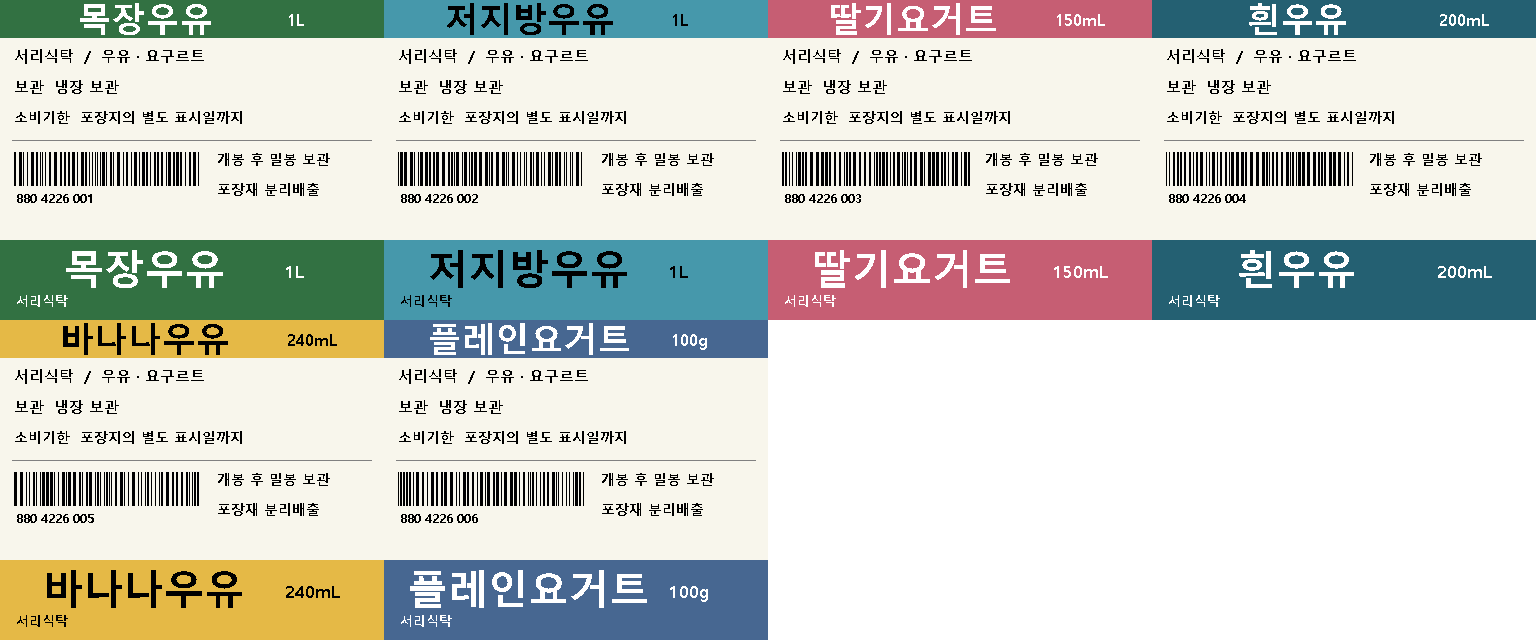 목장우유 1L
서리식탁 / 우유 · 요구르트
보관 냉장 보관
소비기한 포장지의 별도 표시일까지
개봉 후 밀봉 보관
포장재 분리배출
880 4226 001
목장우유 1L
서리식탁
저지방우유 1L
서리식탁 / 우유 · 요구르트
보관 냉장 보관
소비기한 포장지의 별도 표시일까지
개봉 후 밀봉 보관
포장재 분리배출
880 4226 002
저지방우유 1L
서리식탁
딸기요거트 150mL
서리식탁 / 우유 · 요구르트
보관 냉장 보관
소비기한 포장지의 별도 표시일까지
개봉 후 밀봉 보관
포장재 분리배출
880 4226 003
딸기요거트 150mL
서리식탁
흰우유 200mL
서리식탁 / 우유 · 요구르트
보관 냉장 보관
소비기한 포장지의 별도 표시일까지
개봉 후 밀봉 보관
포장재 분리배출
880 4226 004
흰우유 200mL
서리식탁
바나나우유 240mL
서리식탁 / 우유 · 요구르트
보관 냉장 보관
소비기한 포장지의 별도 표시일까지
개봉 후 밀봉 보관
포장재 분리배출
880 4226 005
바나나우유 240mL
서리식탁
플레인요거트 100g
서리식탁 / 우유 · 요구르트
보관 냉장 보관
소비기한 포장지의 별도 표시일까지
개봉 후 밀봉 보관
포장재 분리배출
880 4226 006
플레인요거트 100g
서리식탁